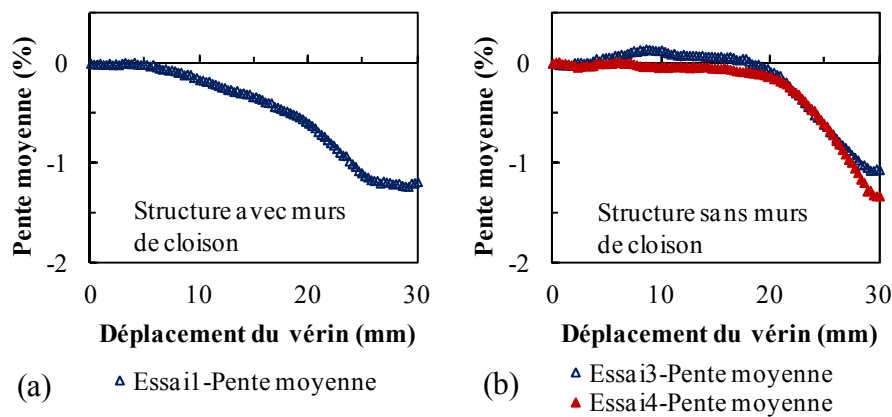 Pente moyenne (%)
0
-1
-2
Structure avec murs
de cloison
0
10
20
30
Déplacement du vérin (mm)
(a)
Essai1-Pente moyenne
Pente moyenne (%)
0
-1
-2
Structure sans murs
de cloison
0
10
20
30
Déplacement du vérin (mm)
(b)
Essai3-Pente moyenne
Essai4-Pente moyenne